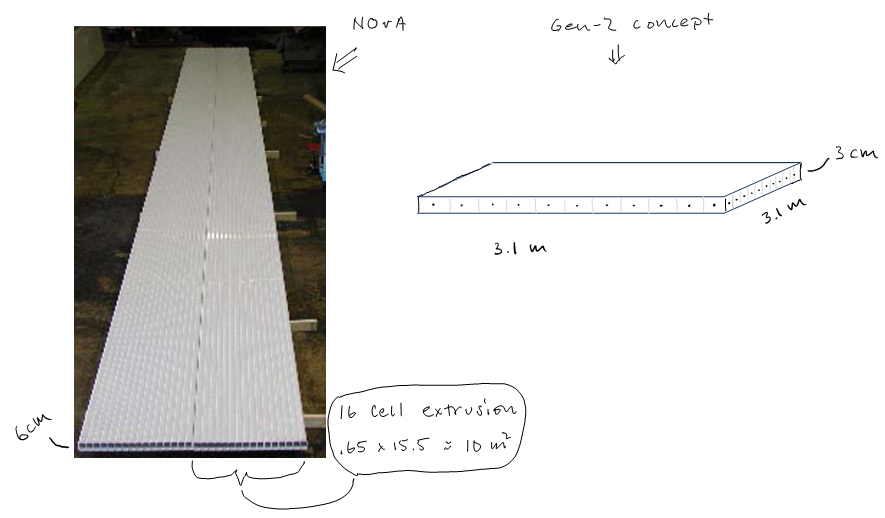 NOvA
Gen-2 concept
3 cm
3.1 m
3.1 m
16 cell extrusion
.65 x 15.5 ≈ 10 m²
6cm